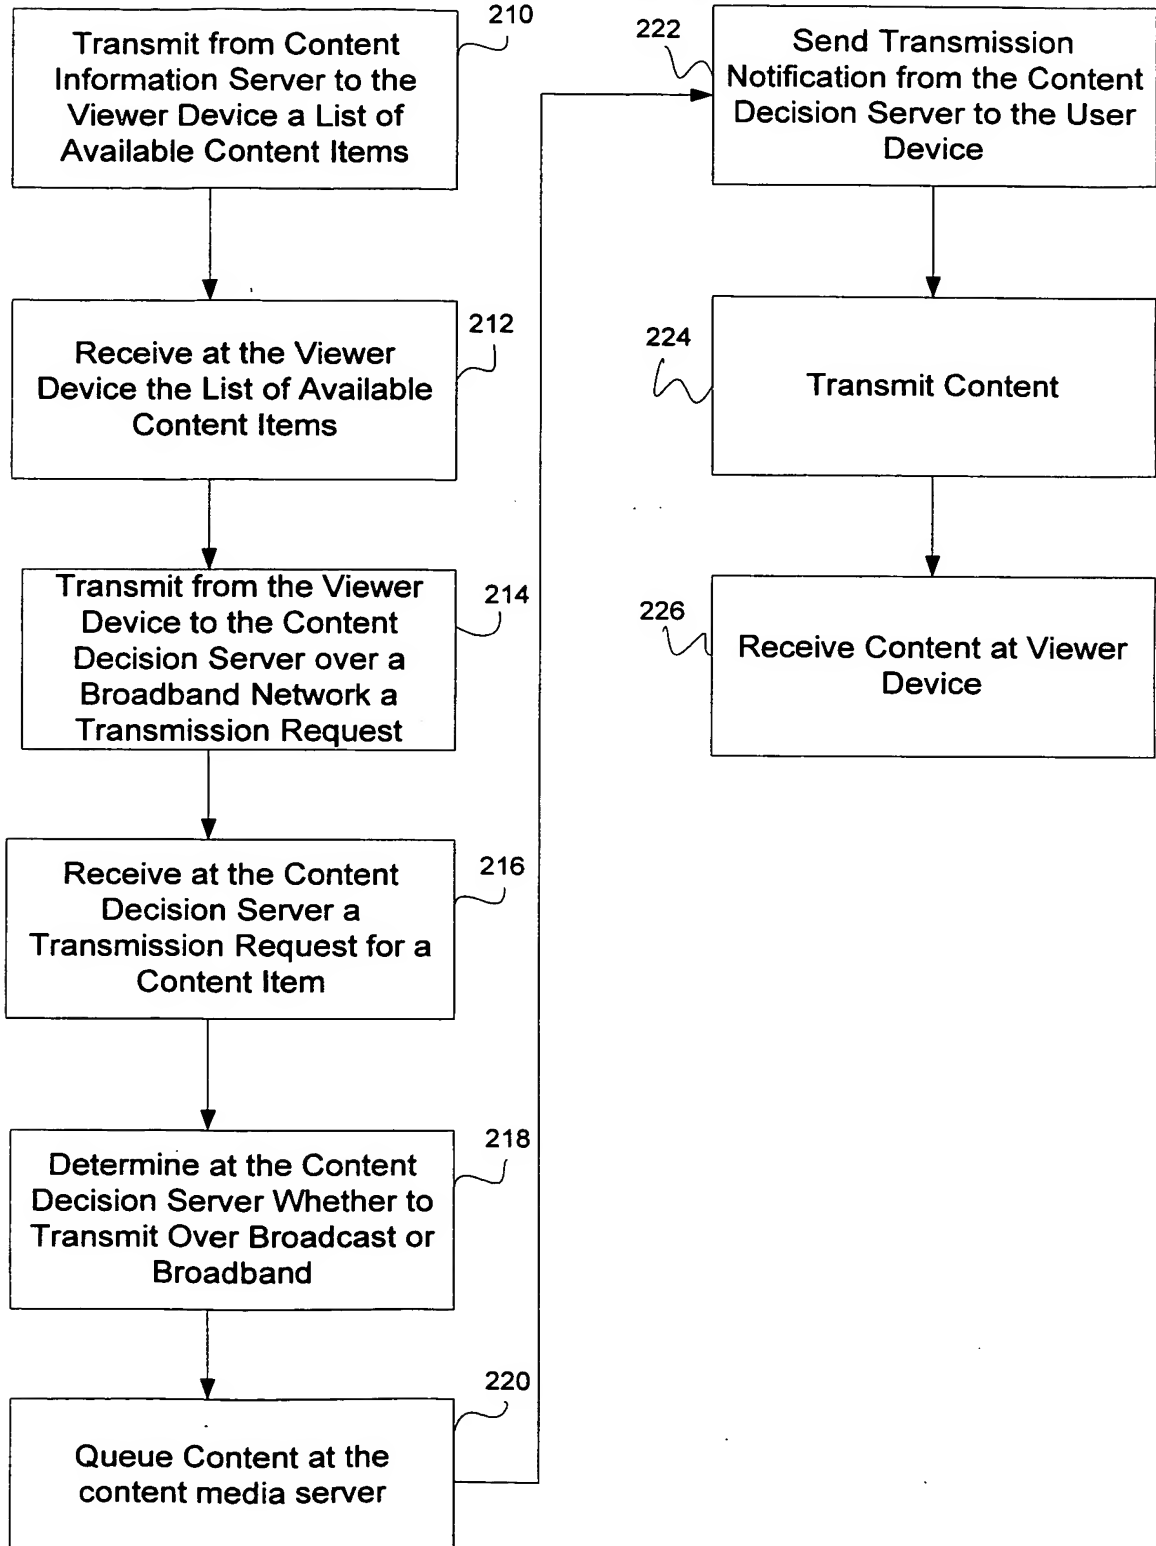 210
Transmit from Content
Information Server to the
Viewer Device a List of
Available Content Items
212
Receive at the Viewer
Device the List of Available
Content Items
214
Transmit from the Viewer
Device to the Content
Decision Server over a
Broadband Network a
Transmission Request
216
Receive at the Content
Decision Server a
Transmission Request for a
Content Item
218
Determine at the Content
Decision Server Whether to
Transmit Over Broadcast or
Broadband
220
Queue Content at the
content media server
222
Send Transmission
Notification from the Content
Decision Server to the User
Device
224
Transmit Content
226
Receive Content at Viewer
Device